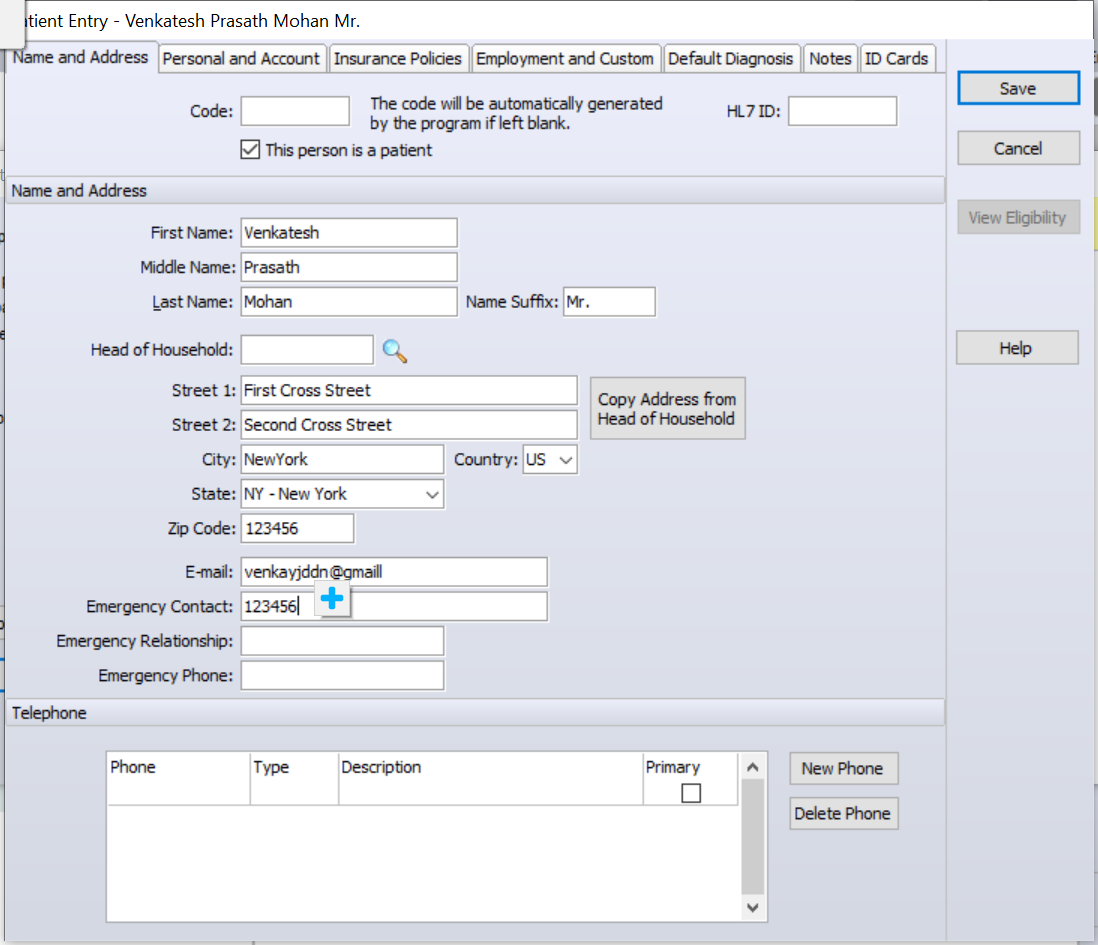 atient Entry - Venkatesh Prasath Mohan Mr.
Name and Address Personal and Account Insurance Policies Employment and Custom Default Diagnosis Notes ID Cards
Save
Code: The code will be automatically generated
by the program if left blank.
HL7 ID:
This person is a patient
Cancel
Name and Address
View Eligibility
First Name: Venkatesh
Middle Name: Prasath
Last Name: Mohan Name Suffix: Mr.
Head of Household:
Help
Street 1: First Cross Street
Copy Address from
Head of Household
Street 2: Second Cross Street
City: NewYork Country: US
State: NY - New York
Zip Code: 123456
E-mail: venkayjddn@gmaill
Emergency Contact: 123456
Emergency Relationship:
Emergency Phone:
Telephone
Phone Type Description Primary
New Phone
Delete Phone